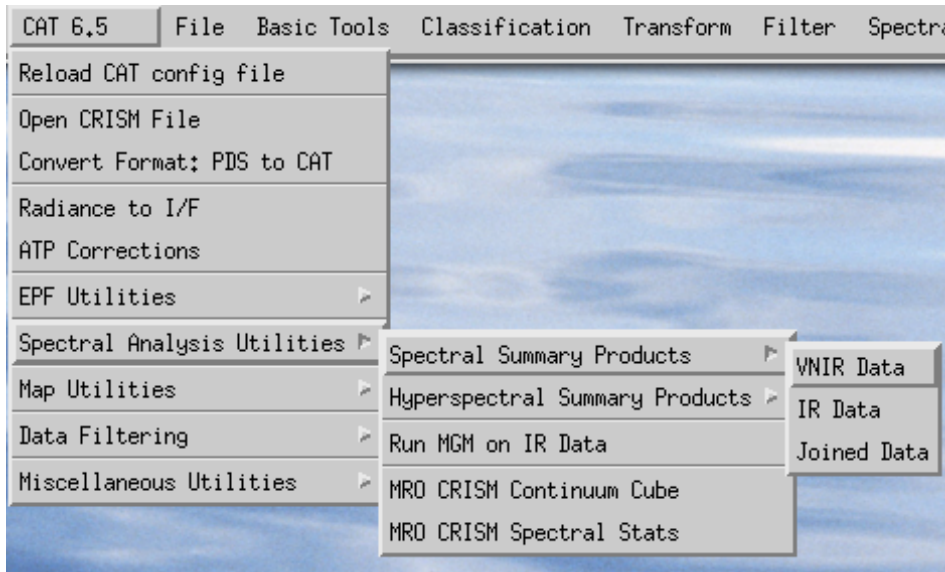 CAT 6.5 File Basic Tools Classification Transform Filter Spectra
Reload CAT config file
Open CRISM File
Convert Format: PDS to CAT
Radiance to I/F
ATP Corrections
EPF Utilities
Spectral Analysis Utilities
Map Utilities
Data Filtering
Miscellaneous Utilities
Spectral Summary Products
Hyperspectral Summary Products
Run MGM on IR Data
MRO CRISM Continuum Cube
MRO CRISM Spectral Stats
VNIR Data
IR Data
Joined Data